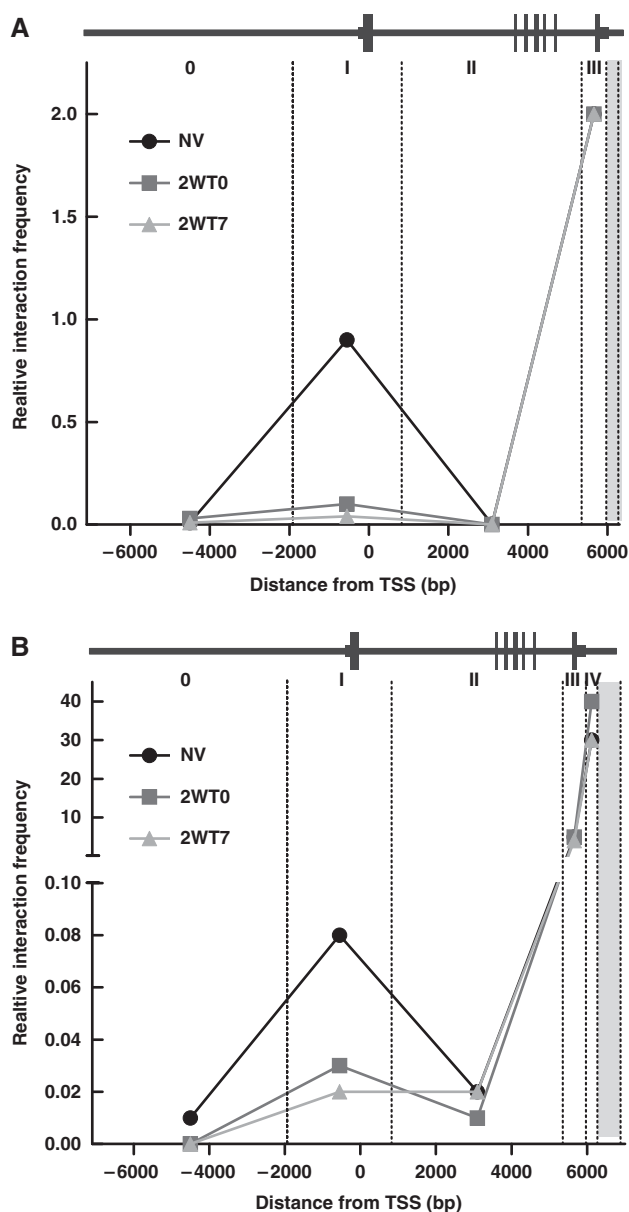 A
0 I II III
2.0
1.5
1.0
0.5
0.0
Realtive interaction frequency
NV
2WT0
2WT7
−6000 −4000 −2000 0 2000 4000 6000
Distance from TSS (bp)
B
0 I II III IV
40
30
20
10
0.10
0.08
0.06
0.04
0.02
0.00
Realtive interaction frequency
NV
2WT0
2WT7
−6000 −4000 −2000 0 2000 4000 6000
Distance from TSS (bp)